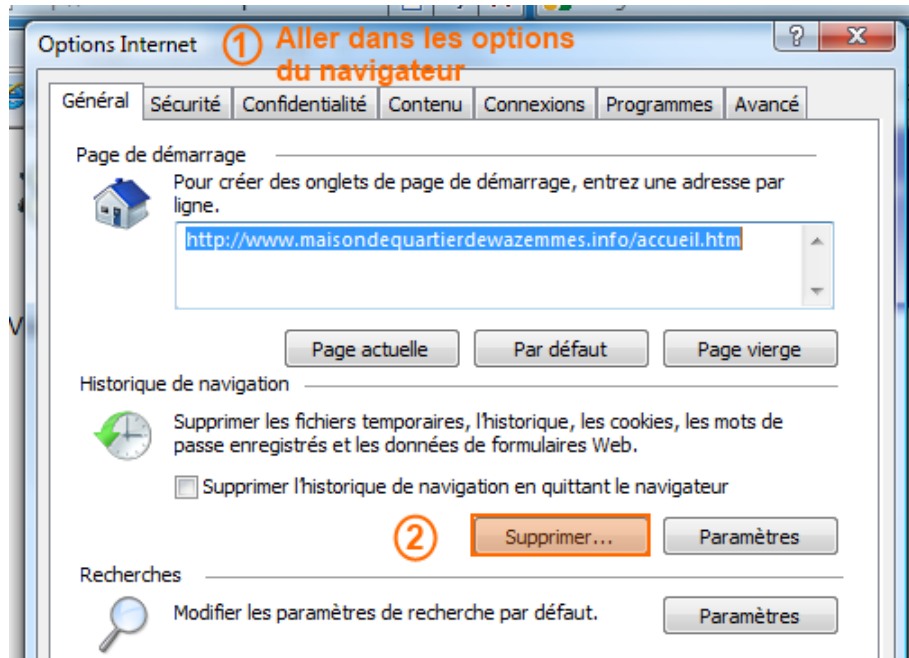 Options Internet
① Aller dans les options
du navigateur
Général Sécurité Confidentialité Contenu Connexions Programmes Avancé
Page de démarrage
Pour créer des onglets de page de démarrage, entrez une adresse par
ligne.
http://www.maisondequartierdewazemmes.info/accueil.htm
Page actuelle Par défaut Page vierge
Historique de navigation
Supprimer les fichiers temporaires, l'historique, les cookies, les mots de
passe enregistrés et les données de formulaires Web.
Supprimer l'historique de navigation en quittant le navigateur
② Supprimer... Paramètres
Recherches
Modifier les paramètres de recherche par défaut. Paramètres